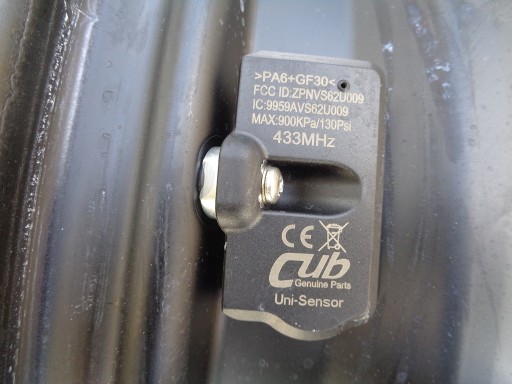 >PA6+GF30<
FCC ID:ZPNVS62U009
IC:9959AVS62U009
MAX:900KPa/130Psi
433MHz
CE
Cub
Genuine Parts
Uni-Sensor